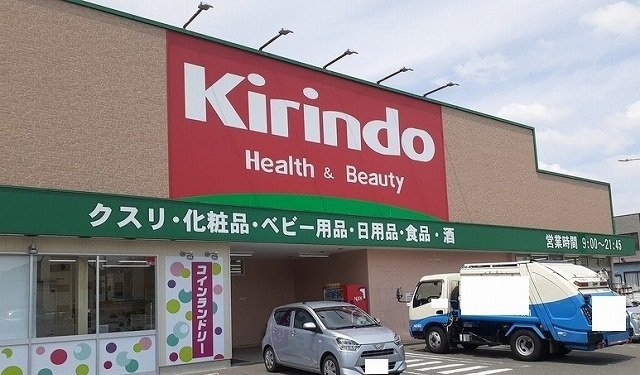 Kirindo
Health & Beauty
クスリ・化粧品・ベビー用品・日用品・食品・酒
営業時間 9:00～21:45
コインランドリー